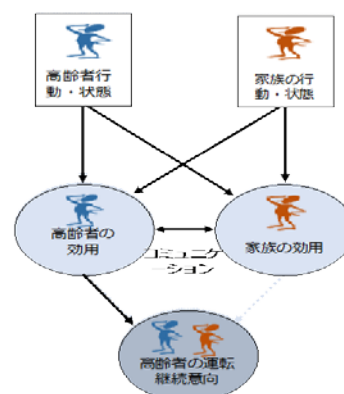 高齢者行
動・状態
家族の行
動・状態
高齢者の
効用
コミュニケ
ーション
家族の効用
高齢者の運転
継続意向